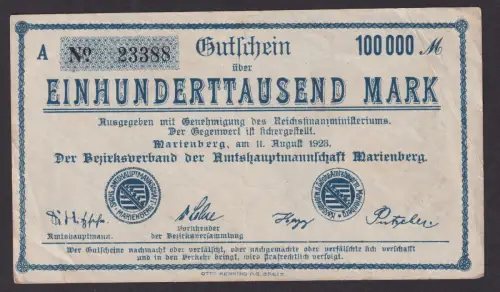 A No 23388 Gutschein 100000 M
über
EINHUNDERTTAUSEND MARK
Ausgegeben mit Genehmigung des Reichsfinanzministeriums.
Der Gegenwert ist sichergestellt.
Marienberg, am 11. August 1923.
Der Bezirksverband der Amtshauptmannschaft Marienberg.
Amtshauptmann.
Vorsitzender
der Bezirksversammlung
Wer Gutscheine nachmacht oder verfälscht, oder nachgemachte oder verfälschte sich verschafft
und in den Verkehr bringt, wird strafrechtlich verfolgt.